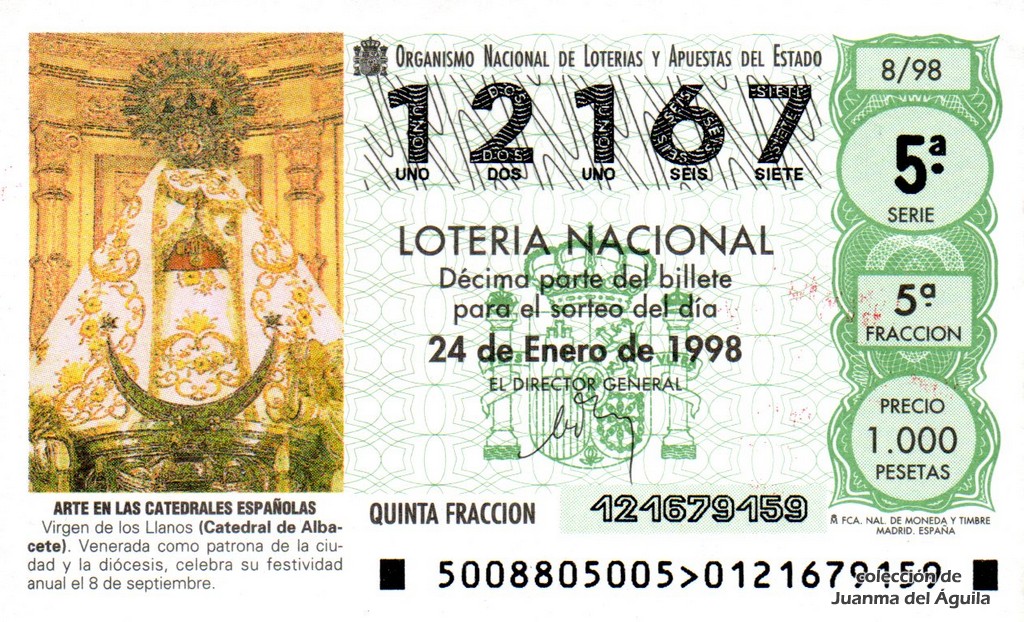 ORGANISMO NACIONAL DE LOTERIAS Y APUESTAS DEL ESTADO
12167
UNO DOS UNO SEIS SIETE
LOTERIA NACIONAL
Décima parte del billete
para el sorteo del día
24 de Enero de 1998
EL DIRECTOR GENERAL
8/98
5ª
SERIE
5ª
FRACCION
PRECIO
1.000
PESETAS
ARTE EN LAS CATEDRALES ESPAÑOLAS
Virgen de los Llanos (Catedral de Alba-
cete). Venerada como patrona de la ciu-
dad y la diócesis, celebra su festividad
anual el 8 de septiembre.
QUINTA FRACCION
121679159
FCA. NAL. DE MONEDA Y TIMBRE
MADRID. ESPAÑA
5008805005>0121679159
colección de
Juanma del Águila